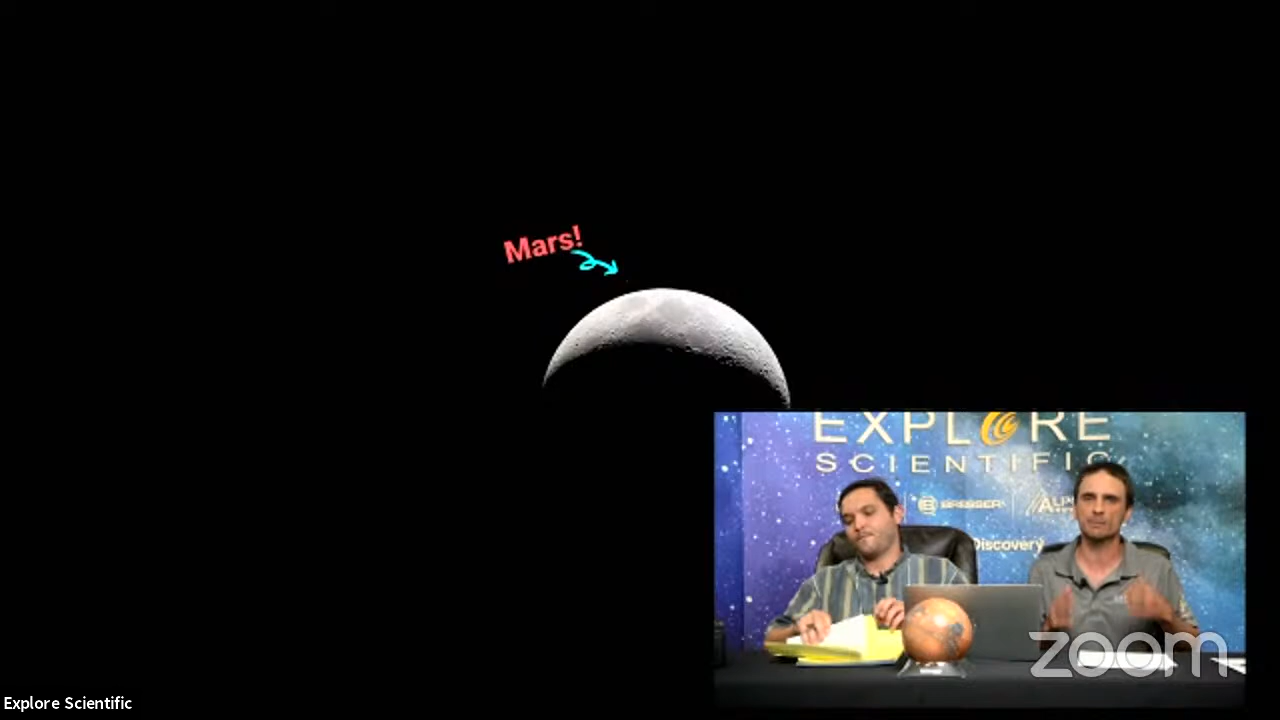 Mars!
EXPLORE
SCIENTIFIC
BRESSER
Discovery
zoom
Explore Scientific